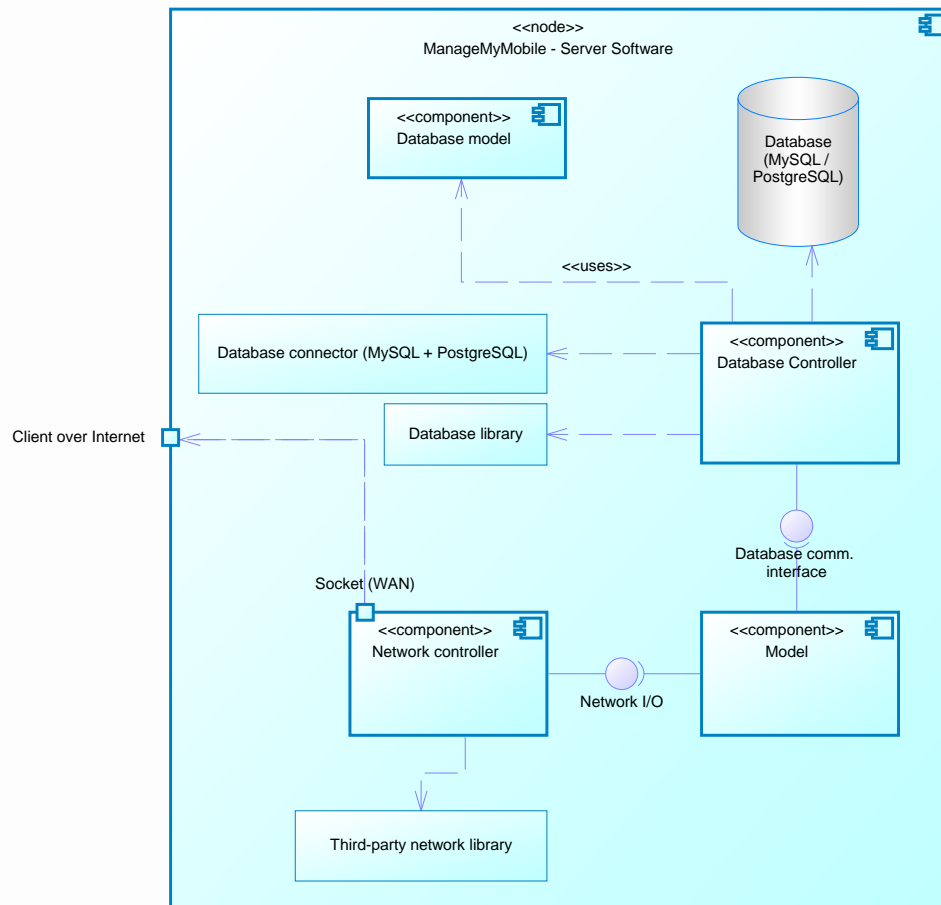 <<node>>
ManageMyMobile - Server Software
<<component>>
Database model
Database
(MySQL /
PostgreSQL)
<<uses>>
Database connector (MySQL + PostgreSQL)
<<component>>
Database Controller
Database library
Client over Internet
Database comm.
interface
Socket (WAN)
<<component>>
Network controller
<<component>>
Model
Network I/O
Third-party network library